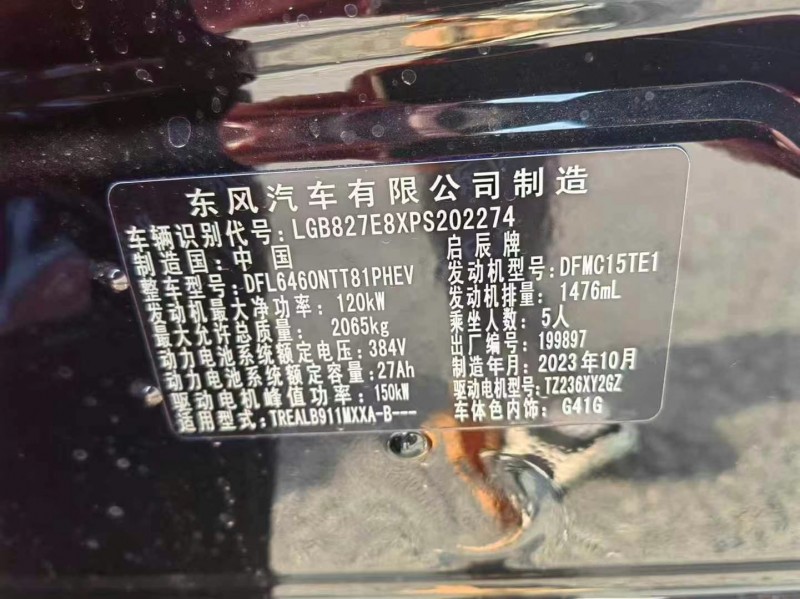 东风汽车有限公司制造
车辆识别代号: LGB827E8XPS202274
制造国: 中 国 启辰牌
整车型号: DFL6460NTT81PHEV 发动机型号: DFMC15TE1
发动机最大净功率: 120kW 发动机排量: 1476mL
最大允许总质量: 2065kg 乘坐人数: 5人
动力电池系统额定电压: 384V 出厂编号: 199897
动力电池系统额定容量: 27Ah 制造年月: 2023年10月
驱动电机峰值功率: 150kW 驱动电机型号: TZ236XY2GZ
适用型式: TREALB911MXXA-B--- 车体色内饰: G41G